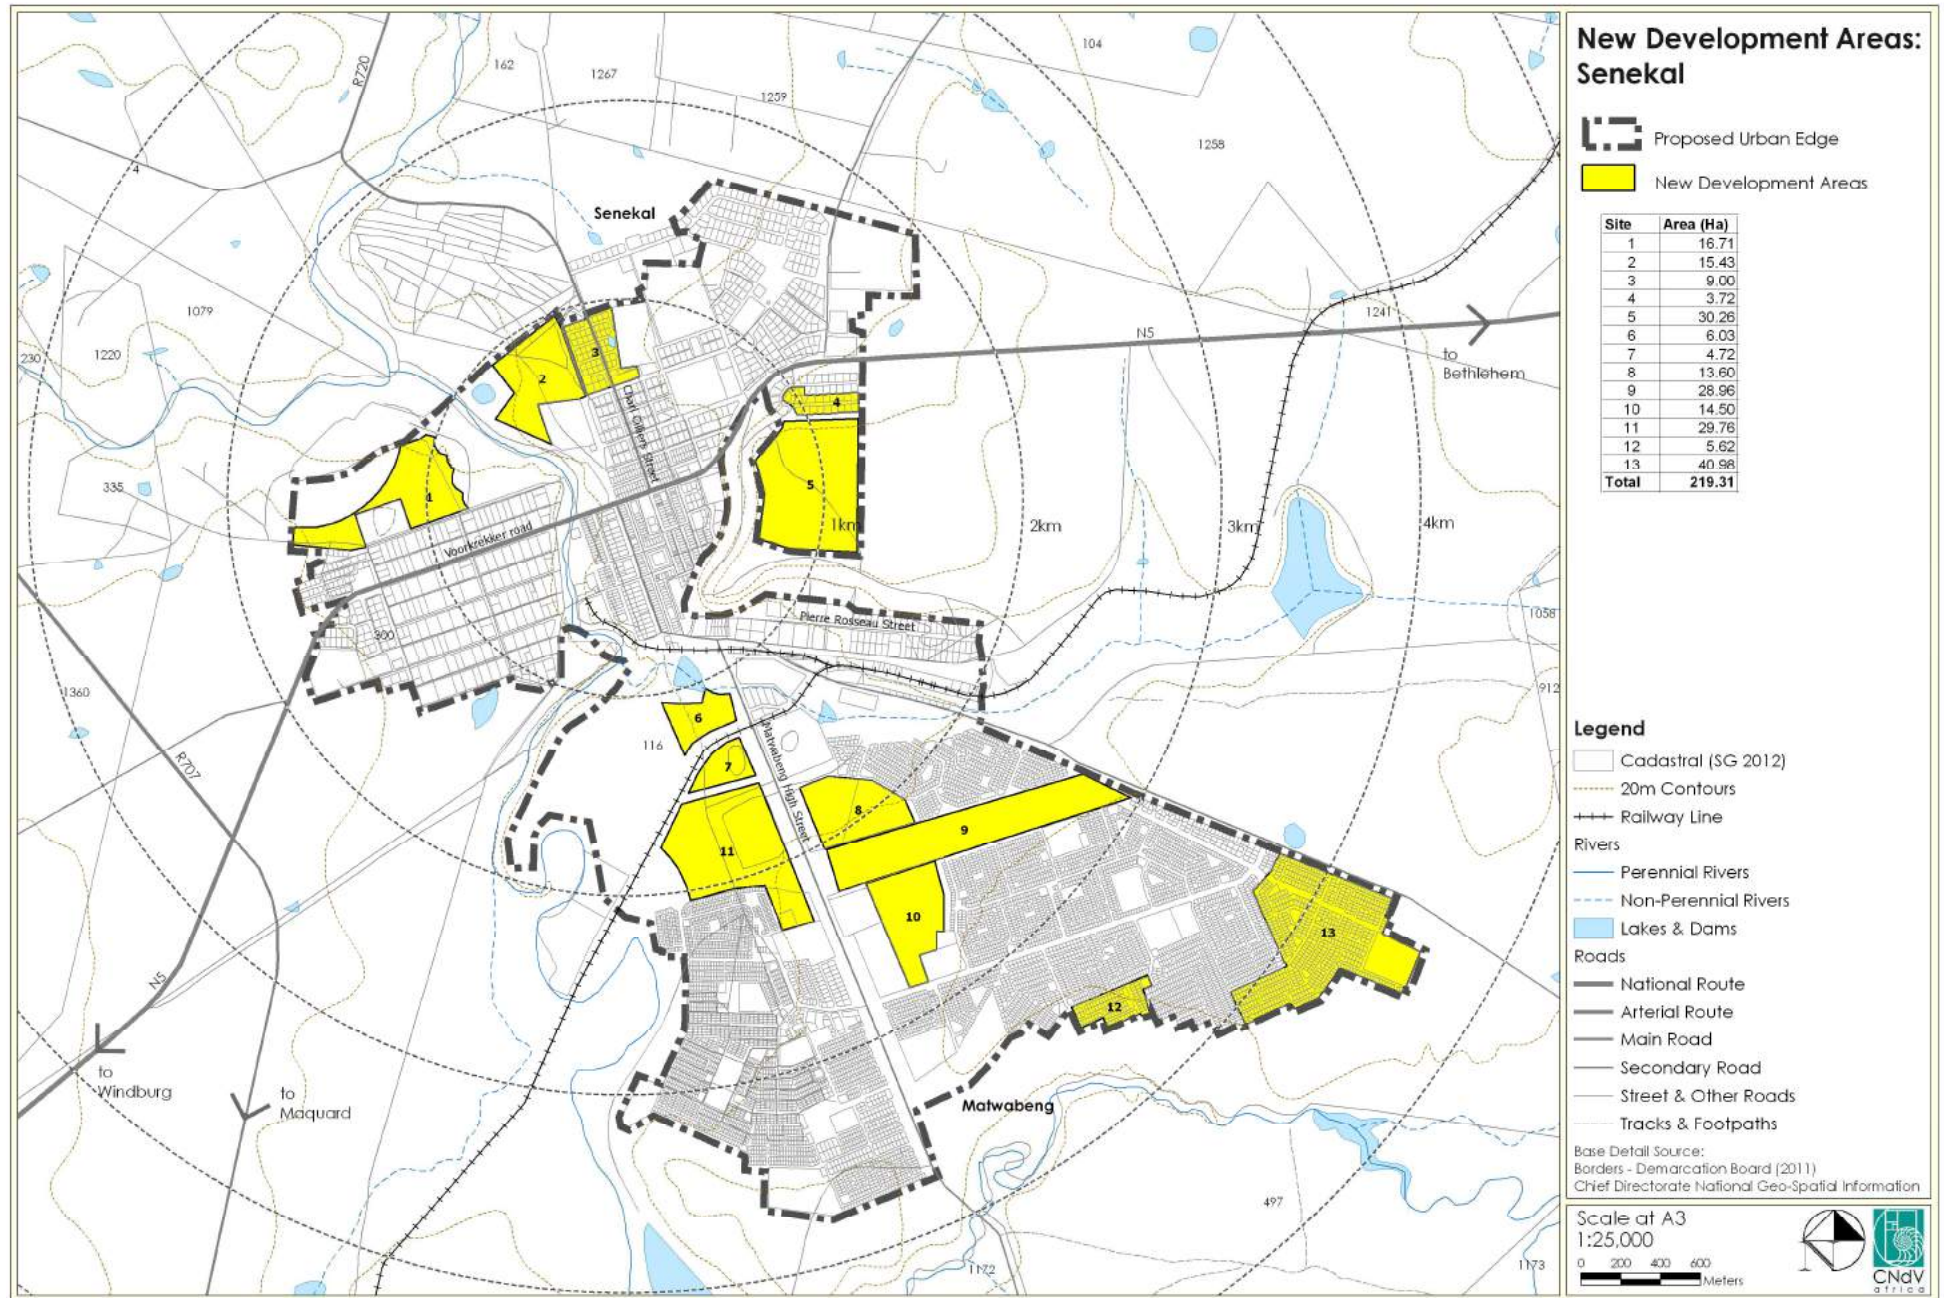 New Development Areas:
Senekal
Proposed Urban Edge
New Development Areas
Site Area (Ha)
1 16.71
2 15.43
3 9.00
4 3.72
5 30.26
6 6.03
7 4.72
8 13.60
9 28.96
10 14.50
11 29.76
12 5.62
13 40.98
Total 219.31
Legend
Cadastral (SG 2012)
20m Contours
Railway Line
Rivers
Perennial Rivers
Non-Perennial Rivers
Lakes & Dams
Roads
National Route
Arterial Route
Main Road
Secondary Road
Street & Other Roads
Tracks & Footpaths
Base Detail Source:
Borders - Demarcation Board (2011)
Chief Directorate National Geo-Spatial Information
Scale at A3
1:25,000
0 200 400 600
Meters
CNdV
africa
R720
162
1267
1259
104
1258
4
Senekal
1079
1220
230
335
1241
N5
to
Bethlehem
3
2
4
1
5
Charl Cilliers Street
Voorkrekker road
1km
2km
3km
4km
300
Pierre Rosseau Street
1058
912
1360
R707
116
6
7
Matwabeng High Street
8
9
11
10
13
12
N5
to
Windburg
to
Maquard
Matwabeng
497
1172
1173